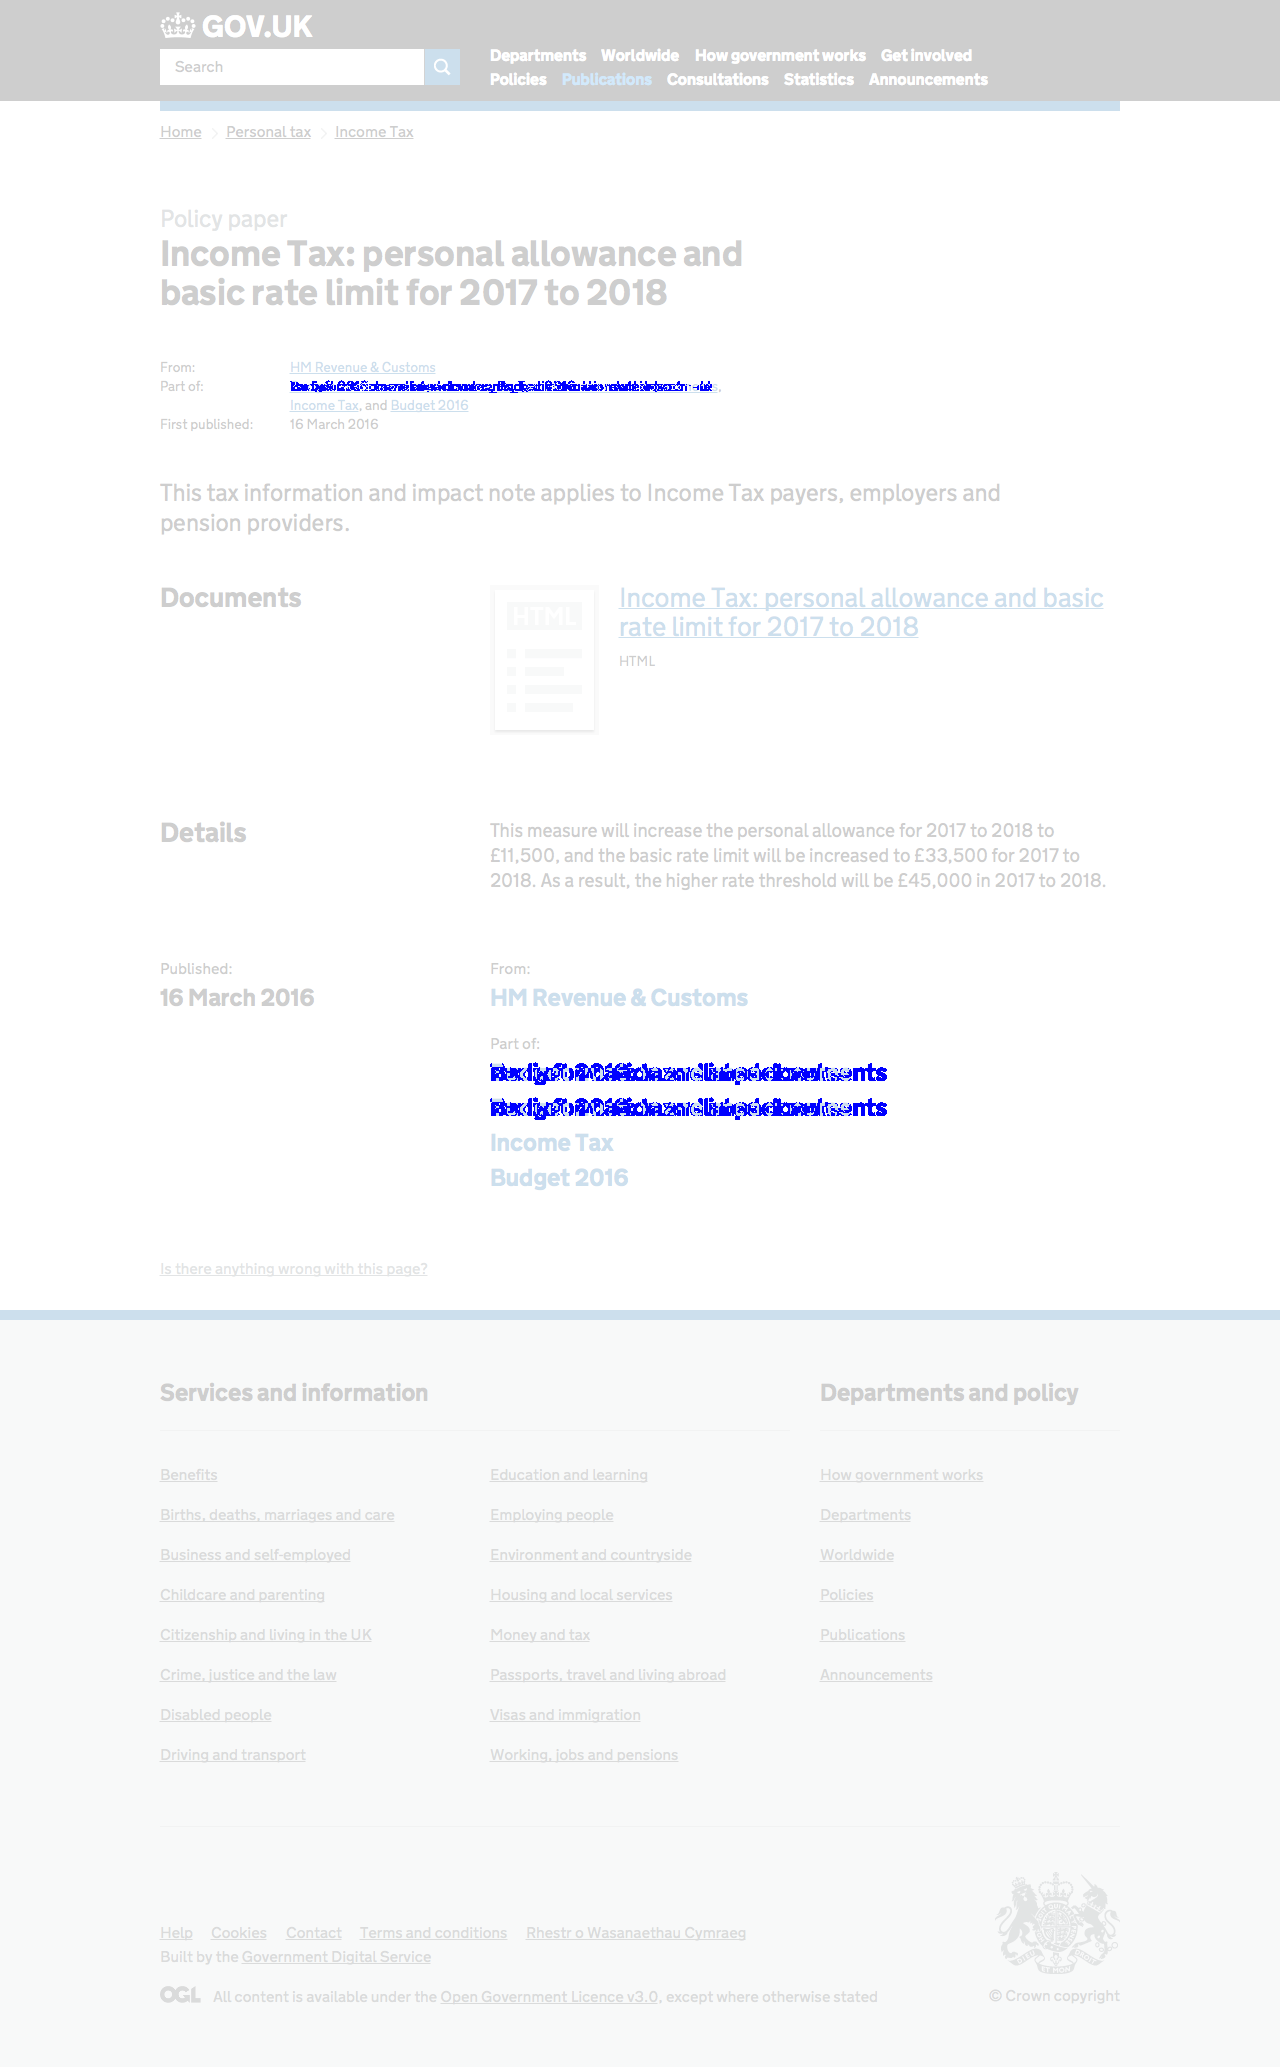 GOV.UK
Search
Departments Worldwide How government works Get involved
Policies Publications Consultations Statistics Announcements
Home Personal tax Income Tax
Policy paper
Income Tax: personal allowance and
basic rate limit for 2017 to 2018
From: HM Revenue & Customs
Part of:
Income Tax, and Budget 2016
First published: 16 March 2016
This tax information and impact note applies to Income Tax payers, employers and
pension providers.
Documents
HTML
Income Tax: personal allowance and basic
rate limit for 2017 to 2018
HTML
Details
This measure will increase the personal allowance for 2017 to 2018 to
£11,500, and the basic rate limit will be increased to £33,500 for 2017 to
2018. As a result, the higher rate threshold will be £45,000 in 2017 to 2018.
Published:
16 March 2016
From:
HM Revenue & Customs
Part of:
Income Tax
Budget 2016
Is there anything wrong with this page?
Services and information
Benefits
Births, deaths, marriages and care
Business and self-employed
Childcare and parenting
Citizenship and living in the UK
Crime, justice and the law
Disabled people
Driving and transport
Education and learning
Employing people
Environment and countryside
Housing and local services
Money and tax
Passports, travel and living abroad
Visas and immigration
Working, jobs and pensions
Departments and policy
How government works
Departments
Worldwide
Policies
Publications
Announcements
Help Cookies Contact Terms and conditions Rhestr o Wasanaethau Cymraeg
Built by the Government Digital Service
OGL All content is available under the Open Government Licence v3.0, except where otherwise stated
© Crown copyright